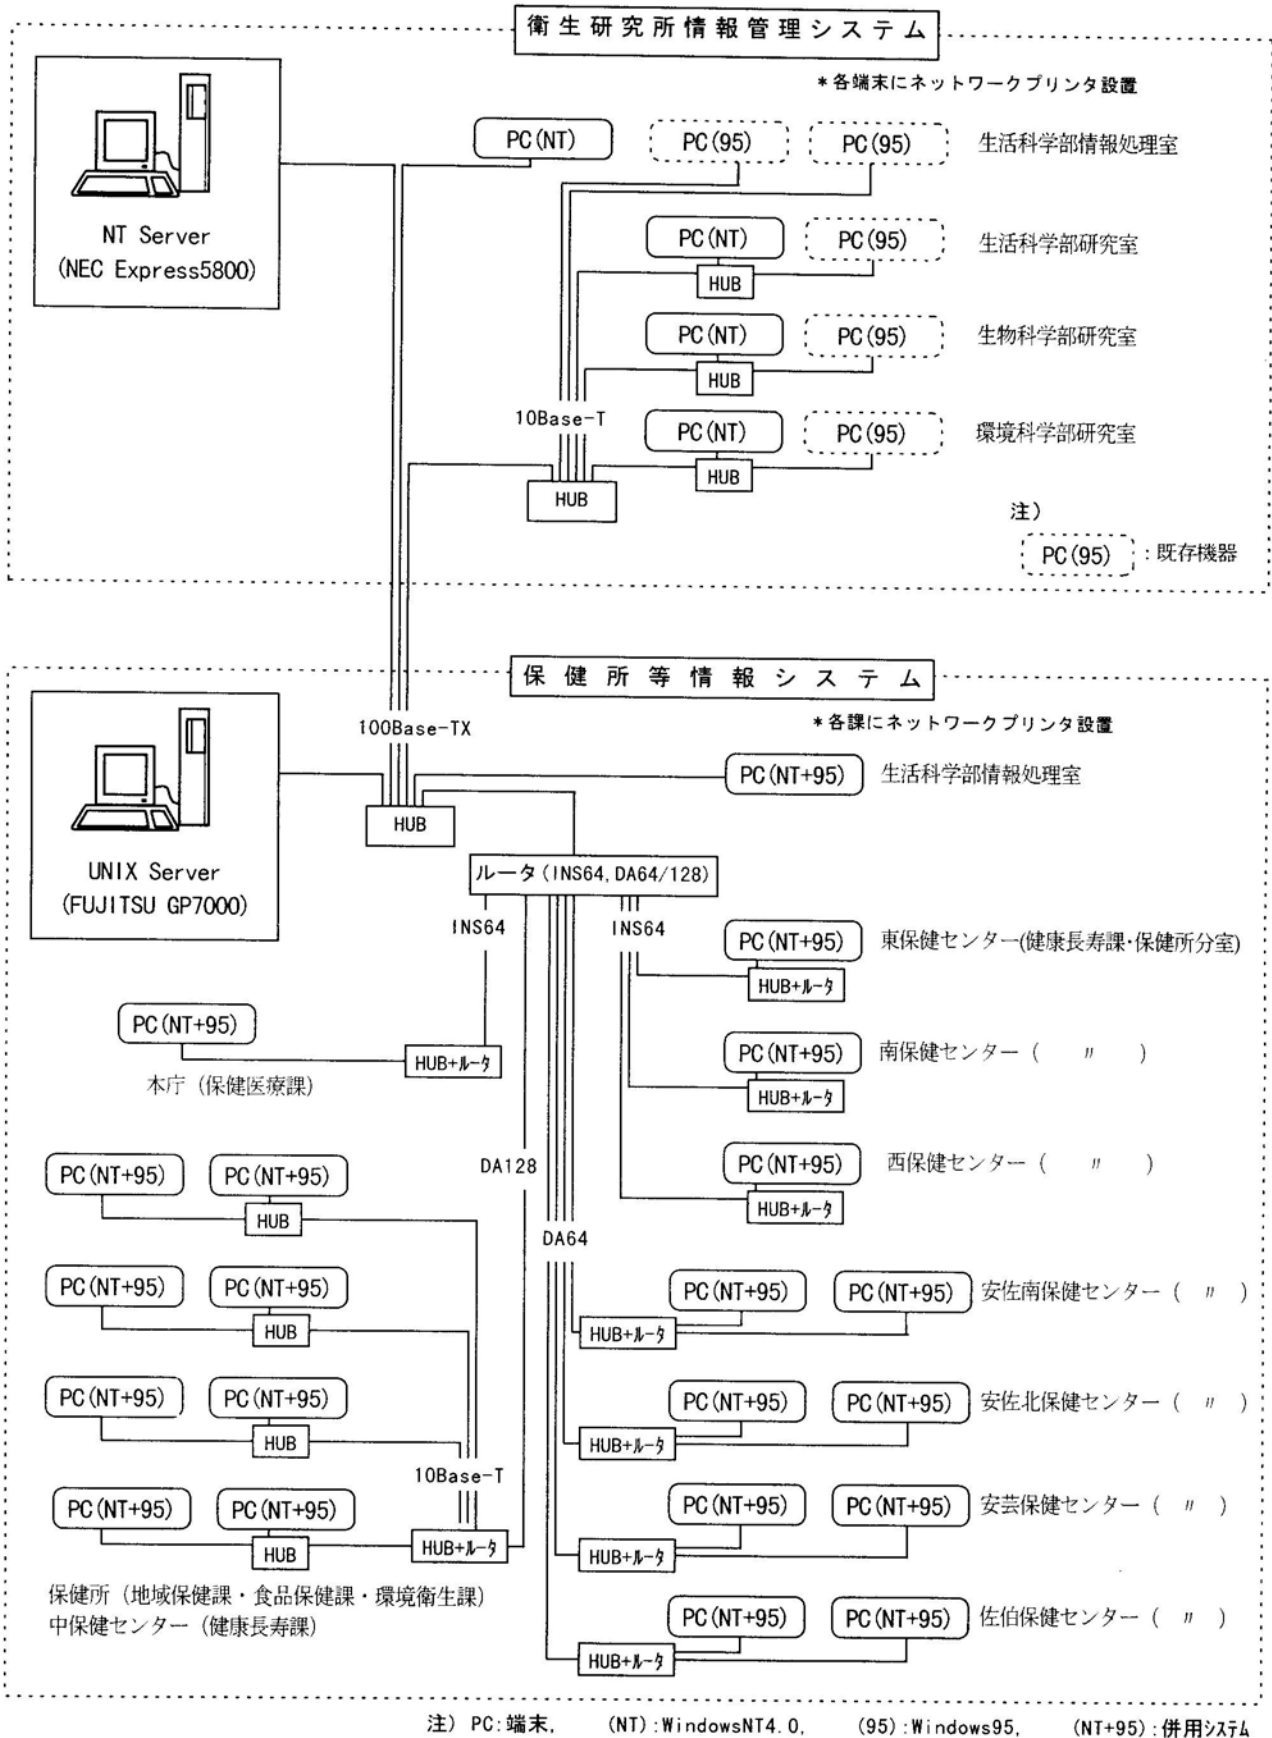 衛生研究所情報管理システム
*各端末にネットワークプリンタ設置
NT Server
(NEC Express5800)
PC(NT)
PC(95)
PC(95)
生活科学部情報処理室
PC(NT)
PC(95)
生活科学部研究室
HUB
PC(NT)
PC(95)
生物科学部研究室
HUB
10Base-T
PC(NT)
PC(95)
環境科学部研究室
HUB
HUB
注)
PC(95)
:既存機器
保健所等情報システム
*各課にネットワークプリンタ設置
100Base-TX
UNIX Server
(FUJITSU GP7000)
HUB
PC(NT+95)
生活科学部情報処理室
ルータ(INS64,DA64/128)
INS64
INS64
PC(NT+95)
東保健センター(健康長寿課・保健所分室)
HUB+ルータ
PC(NT+95)
HUB+ルータ
本庁(保健医療課)
PC(NT+95)
南保健センター( 〃 )
HUB+ルータ
PC(NT+95)
西保健センター( 〃 )
HUB+ルータ
DA128
DA64
PC(NT+95)
PC(NT+95)
HUB
PC(NT+95)
PC(NT+95)
HUB
PC(NT+95)
PC(NT+95)
HUB
10Base-T
PC(NT+95)
PC(NT+95)
HUB
HUB+ルータ
保健所(地域保健課・食品保健課・環境衛生課)
中保健センター(健康長寿課)
PC(NT+95)
PC(NT+95)
安佐南保健センター( 〃 )
HUB+ルータ
PC(NT+95)
PC(NT+95)
安佐北保健センター( 〃 )
HUB+ルータ
PC(NT+95)
PC(NT+95)
安芸保健センター( 〃 )
HUB+ルータ
PC(NT+95)
PC(NT+95)
佐伯保健センター( 〃 )
HUB+ルータ
注) PC:端末, (NT):WindowsNT4.0, (95):Windows95, (NT+95):併用システム